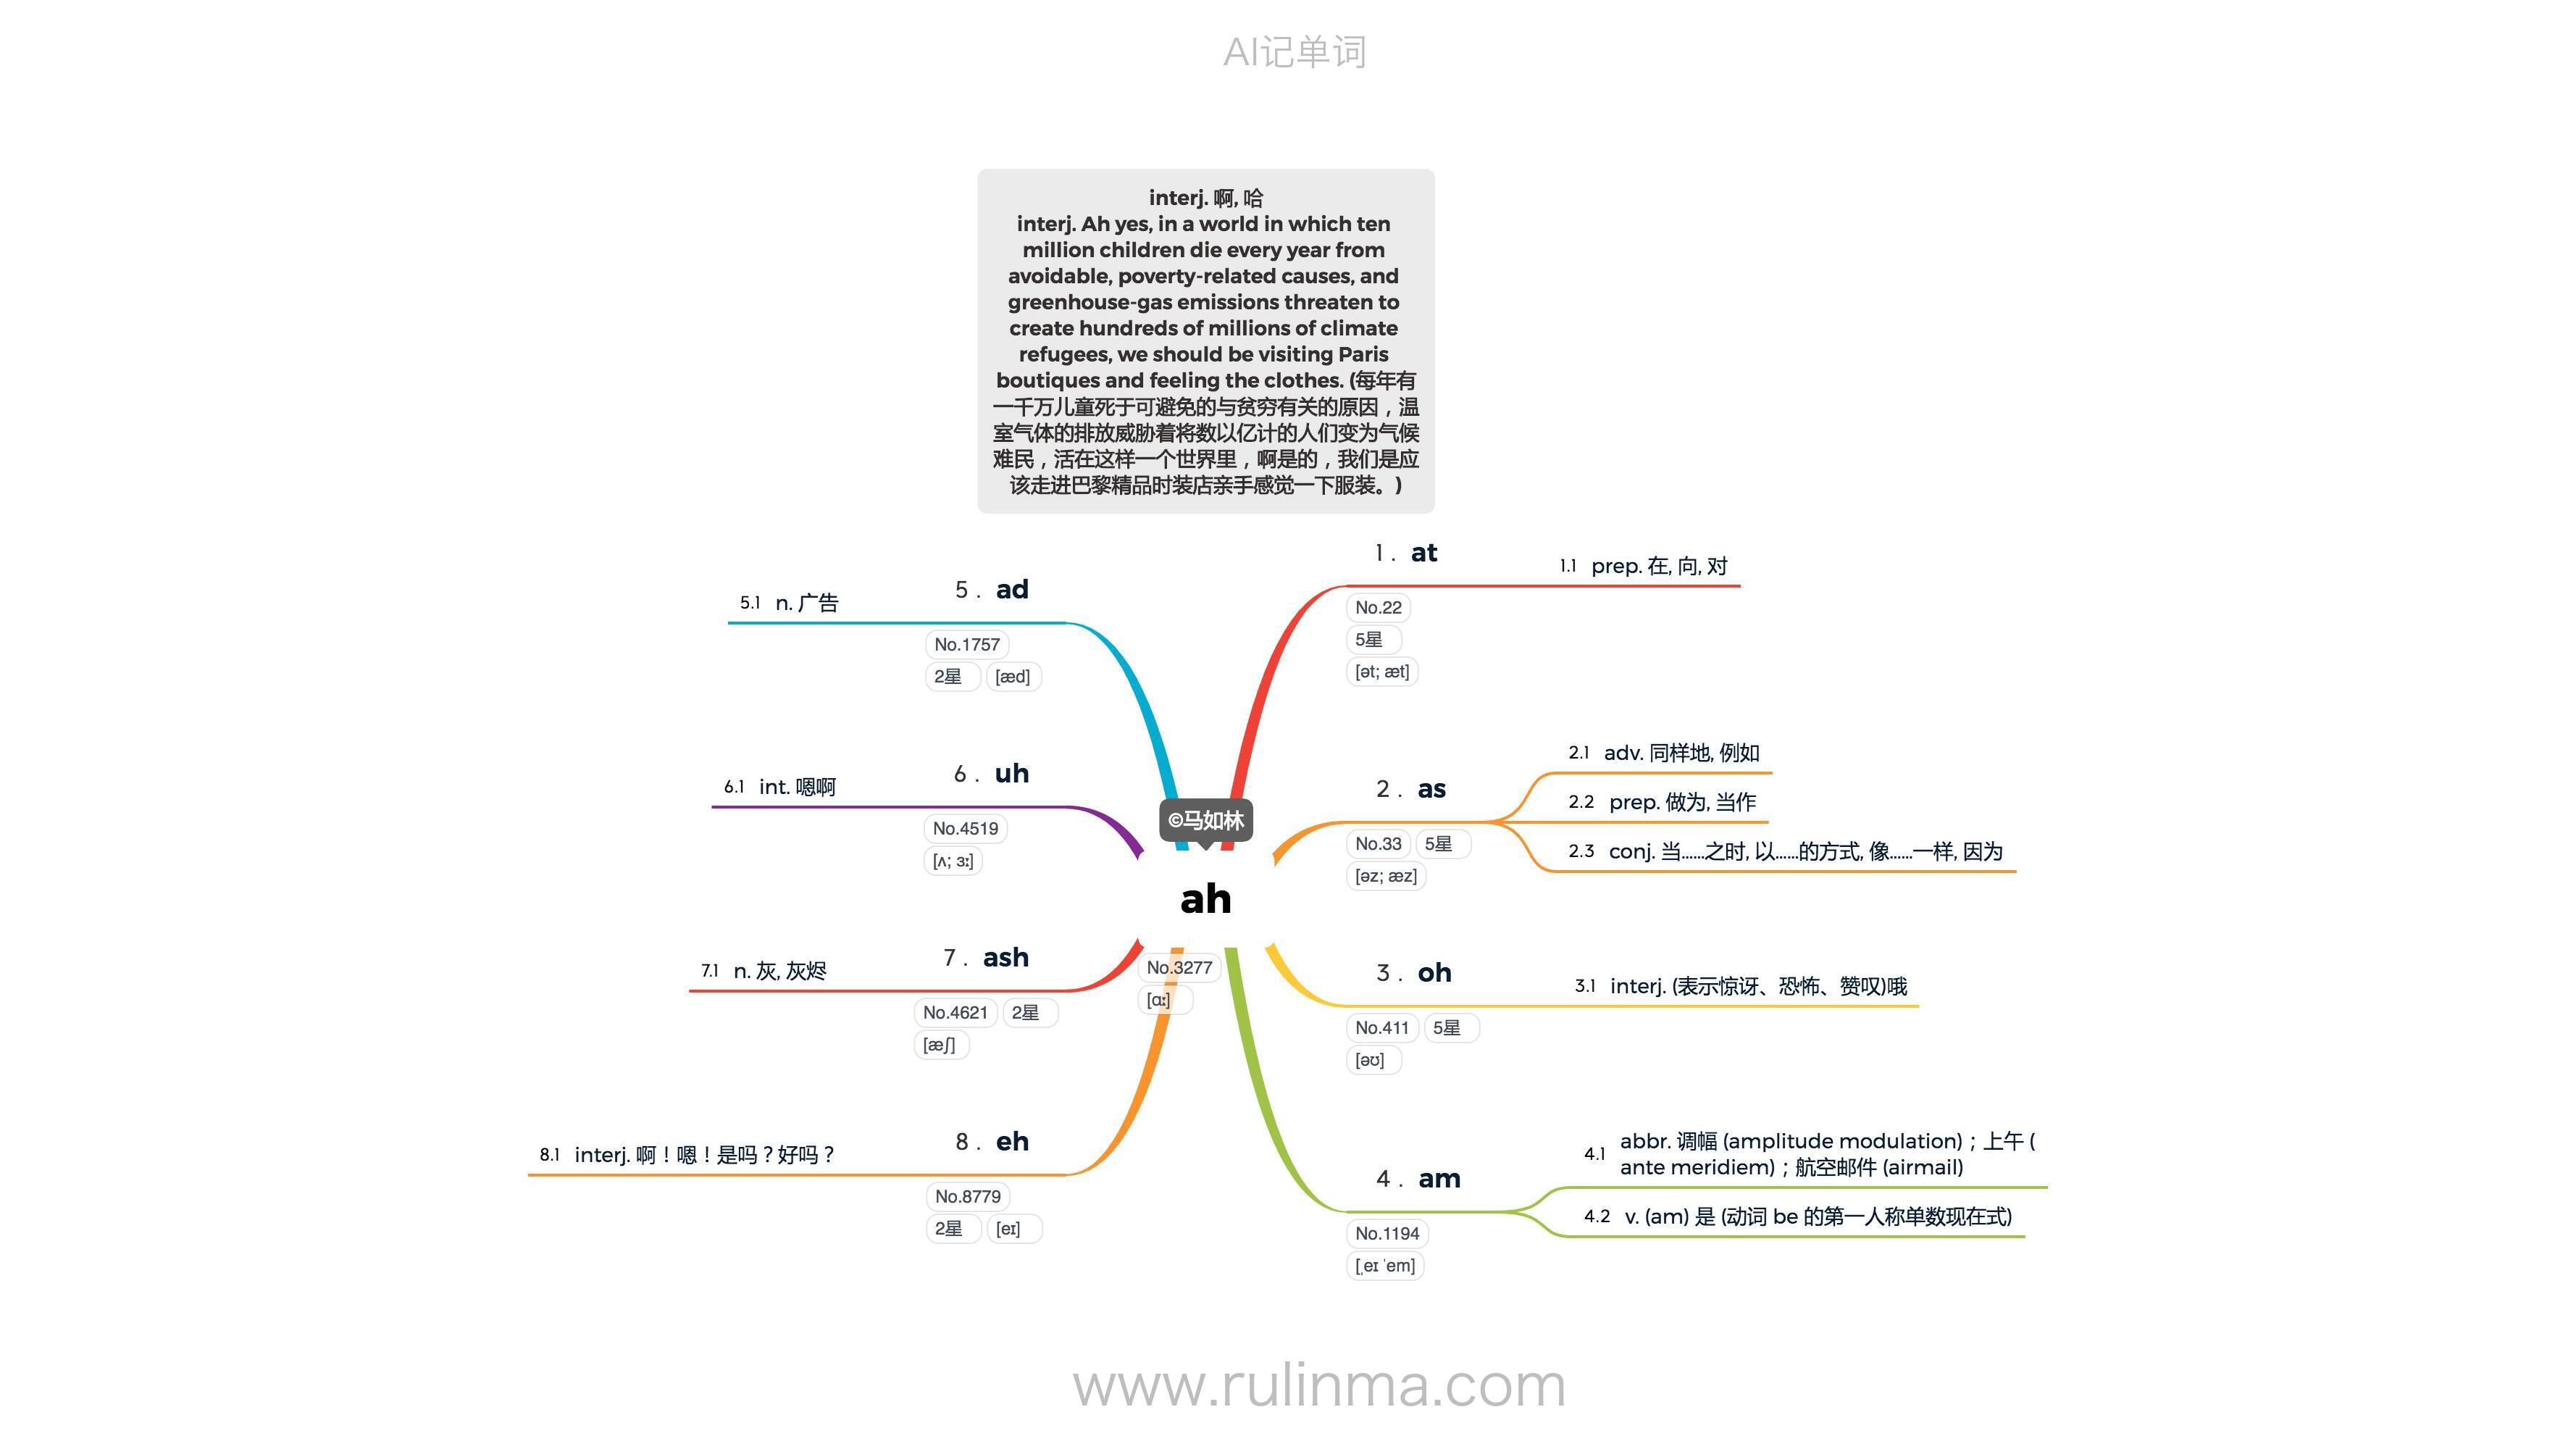 AI记单词
interj. 啊, 哈
interj. Ah yes, in a world in which ten
million children die every year from
avoidable, poverty-related causes, and
greenhouse-gas emissions threaten to
create hundreds of millions of climate
refugees, we should be visiting Paris
boutiques and feeling the clothes. (每年有
一千万儿童死于可避免的与贫穷有关的原因，温
室气体的排放威胁着将数以亿计的人们变为气候
难民，活在这样一个世界里，啊是的，我们是应
该走进巴黎精品时装店亲手感觉一下服装。)
©马如林
ah
No.3277
[ɑː]
1 . at
No.22
5星
[ət; æt]
1.1 prep. 在, 向, 对
2 . as
No.33 5星
[əz; æz]
2.1 adv. 同样地, 例如
2.2 prep. 做为, 当作
2.3 conj. 当……之时, 以……的方式, 像……一样, 因为
3 . oh
No.411 5星
[əʊ]
3.1 interj. (表示惊讶、恐怖、赞叹)哦
4 . am
No.1194
[ˌeɪ ˈem]
4.1 abbr. 调幅 (amplitude modulation)；上午 (
ante meridiem)；航空邮件 (airmail)
4.2 v. (am) 是 (动词 be 的第一人称单数现在式)
5 . ad
No.1757
2星 [æd]
5.1 n. 广告
6 . uh
No.4519
[ʌ; ɜː]
6.1 int. 嗯啊
7 . ash
No.4621 2星
[æʃ]
7.1 n. 灰, 灰烬
8 . eh
No.8779
2星 [eɪ]
8.1 interj. 啊！嗯！是吗？好吗？
www.rulinma.com